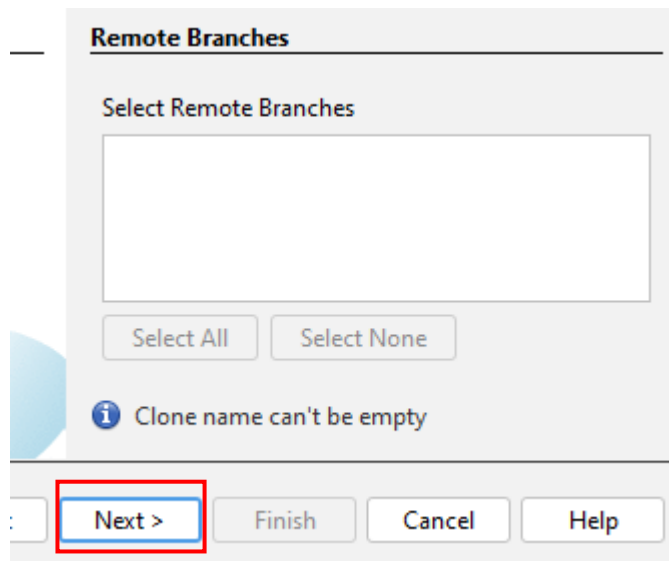 Remote Branches
Select Remote Branches
Select All Select None
Clone name can't be empty
Next > Finish Cancel Help